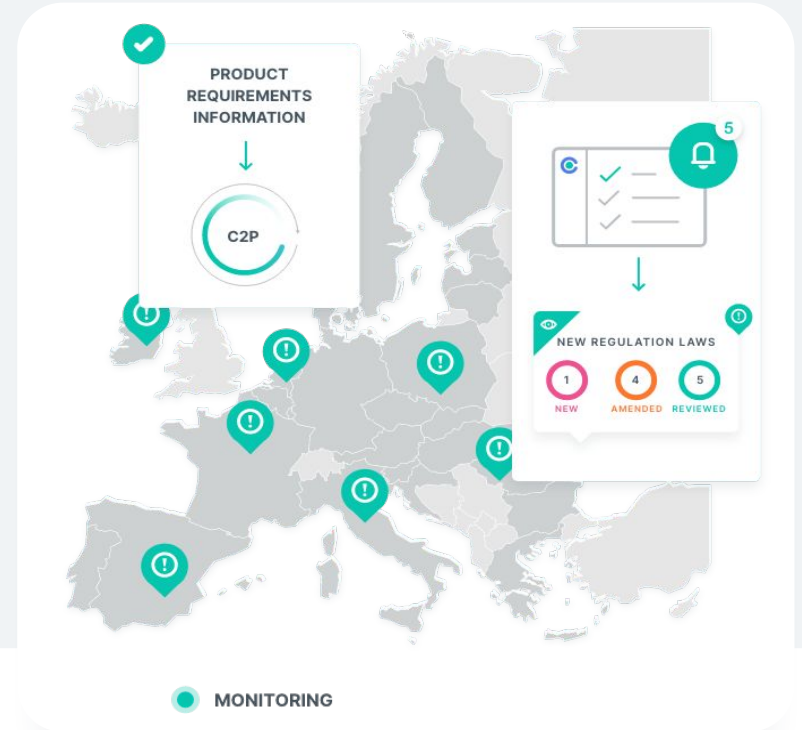 PRODUCT
REQUIREMENTS
INFORMATION
C2P
5
NEW REGULATION LAWS
1
4
5
NEW
AMENDED
REVIEWED
MONITORING